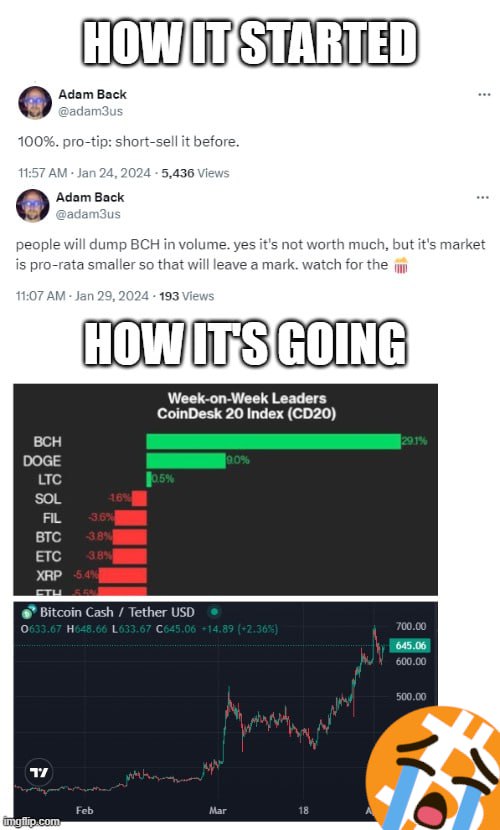 HOW IT STARTED
Adam Back
@adam3us
100%. pro-tip: short-sell it before.
11:57 AM · Jan 24, 2024 · 5,436 Views
Adam Back
@adam3us
people will dump BCH in volume. yes it's not worth much, but it's market
is pro-rata smaller so that will leave a mark. watch for the 🍿
11:07 AM · Jan 29, 2024 · 193 Views
HOW IT'S GOING
Week-on-Week Leaders
CoinDesk 20 Index (CD20)
BCH 29.1%
DOGE 9.0%
LTC 0.5%
SOL -1.6%
FIL -3.6%
BTC -3.8%
ETC -3.8%
XRP -5.4%
ETH -5.5%
Bitcoin Cash / Tether USD
O633.67 H648.66 L633.67 C645.06 +14.89 (+2.36%)
700.00
645.06
600.00
500.00
Feb Mar 18
imgflip.com